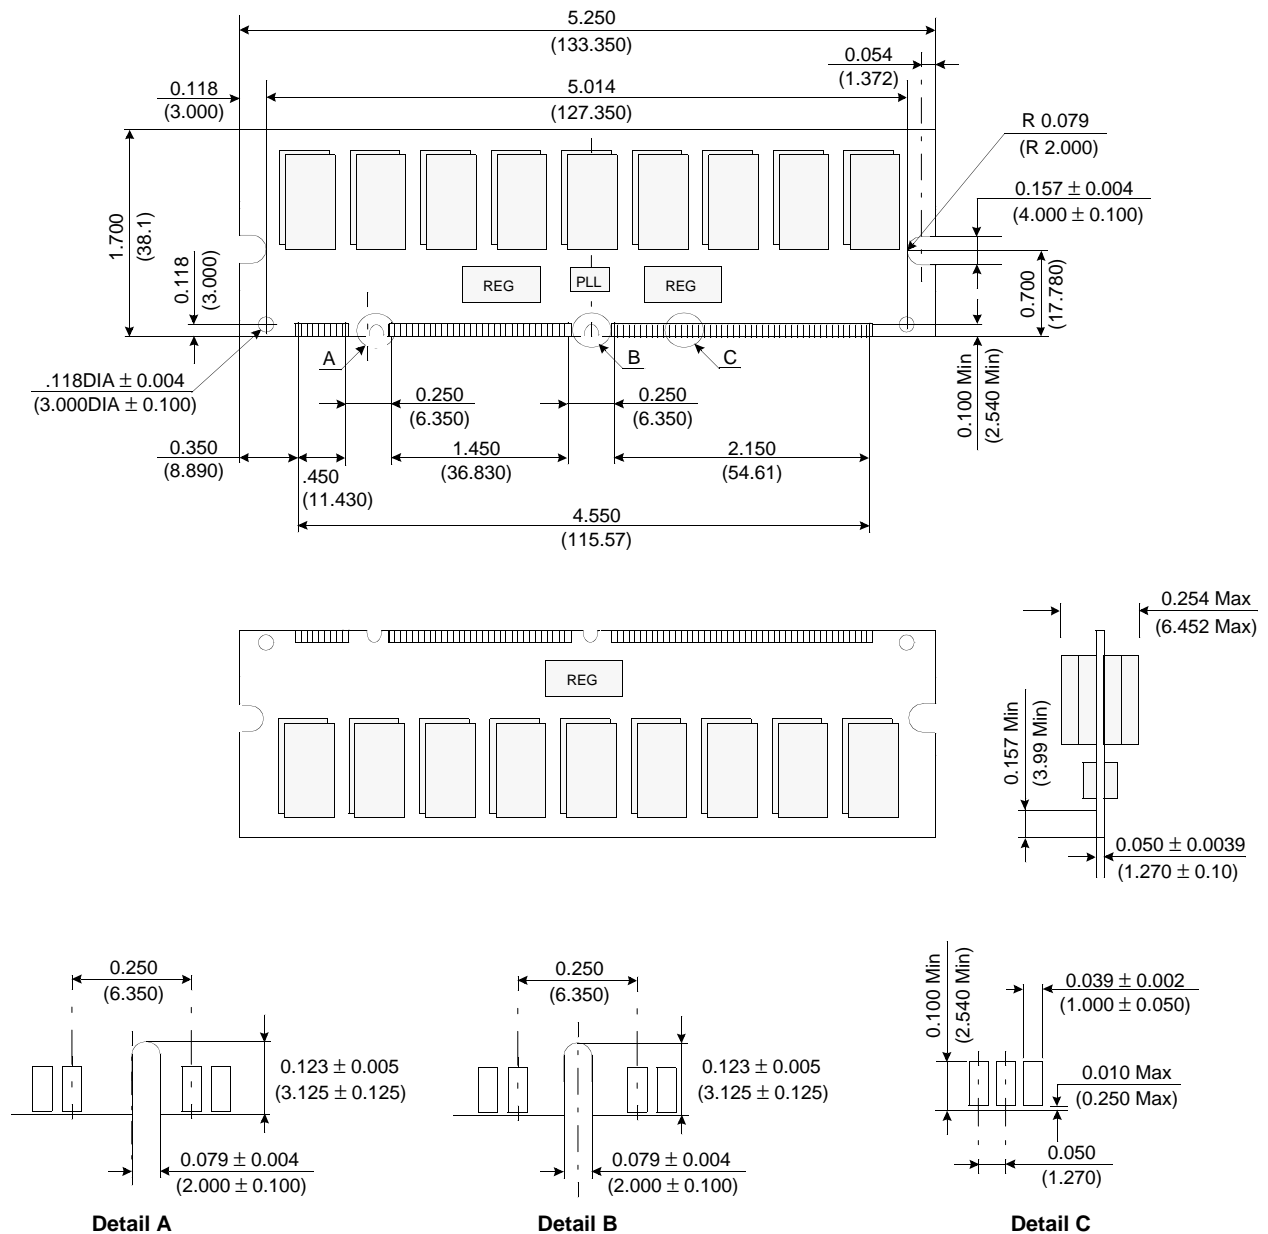 5.250
(133.350)
0.054
(1.372)
0.118
(3.000)
5.014
(127.350)
R 0.079
(R 2.000)
0.157 ± 0.004
(4.000 ± 0.100)
1.700
(38.1)
0.118
(3.000)
REG
PLL
REG
0.700
(17.780)
A
B
C
.118DIA ± 0.004
(3.000DIA ± 0.100)
0.250
(6.350)
0.250
(6.350)
0.100 Min
(2.540 Min)
0.350
(8.890)
.450
(11.430)
1.450
(36.830)
2.150
(54.61)
4.550
(115.57)
0.254 Max
(6.452 Max)
REG
0.157 Min
(3.99 Min)
0.050 ± 0.0039
(1.270 ± 0.10)
0.250
(6.350)
0.123 ± 0.005
(3.125 ± 0.125)
0.079 ± 0.004
(2.000 ± 0.100)
Detail A
0.250
(6.350)
0.123 ± 0.005
(3.125 ± 0.125)
0.079 ± 0.004
(2.000 ± 0.100)
Detail B
0.100 Min
(2.540 Min)
0.039 ± 0.002
(1.000 ± 0.050)
0.010 Max
(0.250 Max)
0.050
(1.270)
Detail C